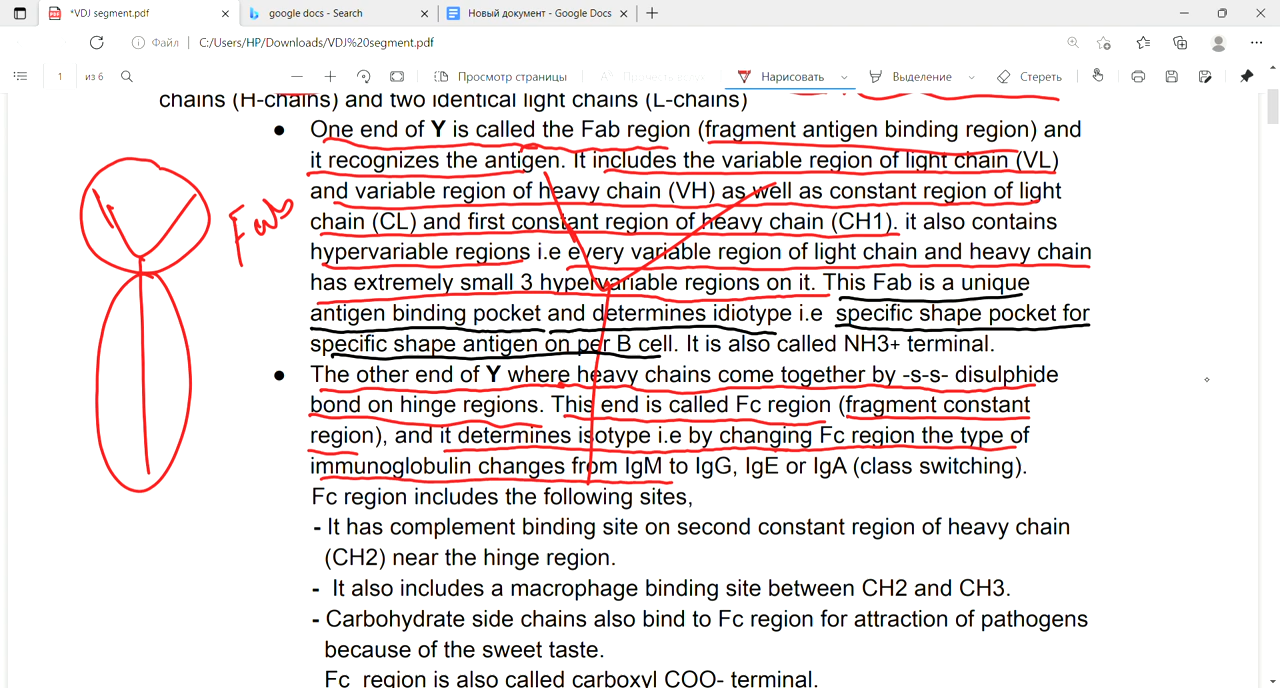 *VDJ segment.pdf
google docs - Search
Новый документ - Google Docs
Файл
C:/Users/HP/Downloads/VDJ%20segment.pdf
1 из 6
Просмотр страницы
Нарисовать
Выделение
Стереть
chains (H-chains) and two identical light chains (L-chains)
● One end of Y is called the Fab region (fragment antigen binding region) and
it recognizes the antigen. It includes the variable region of light chain (VL)
and variable region of heavy chain (VH) as well as constant region of light
chain (CL) and first constant region of heavy chain (CH1). it also contains
hypervariable regions i.e every variable region of light chain and heavy chain
has extremely small 3 hypervariable regions on it. This Fab is a unique
antigen binding pocket and determines idiotype i.e specific shape pocket for
specific shape antigen on per B cell. It is also called NH3+ terminal.
Fab
● The other end of Y where heavy chains come together by -s-s- disulphide
bond on hinge regions. This end is called Fc region (fragment constant
region), and it determines isotype i.e by changing Fc region the type of
immunoglobulin changes from IgM to IgG, IgE or IgA (class switching).
Fc region includes the following sites,
- It has complement binding site on second constant region of heavy chain
(CH2) near the hinge region.
- It also includes a macrophage binding site between CH2 and CH3.
- Carbohydrate side chains also bind to Fc region for attraction of pathogens
because of the sweet taste.
Fc region is also called carboxyl COO- terminal.